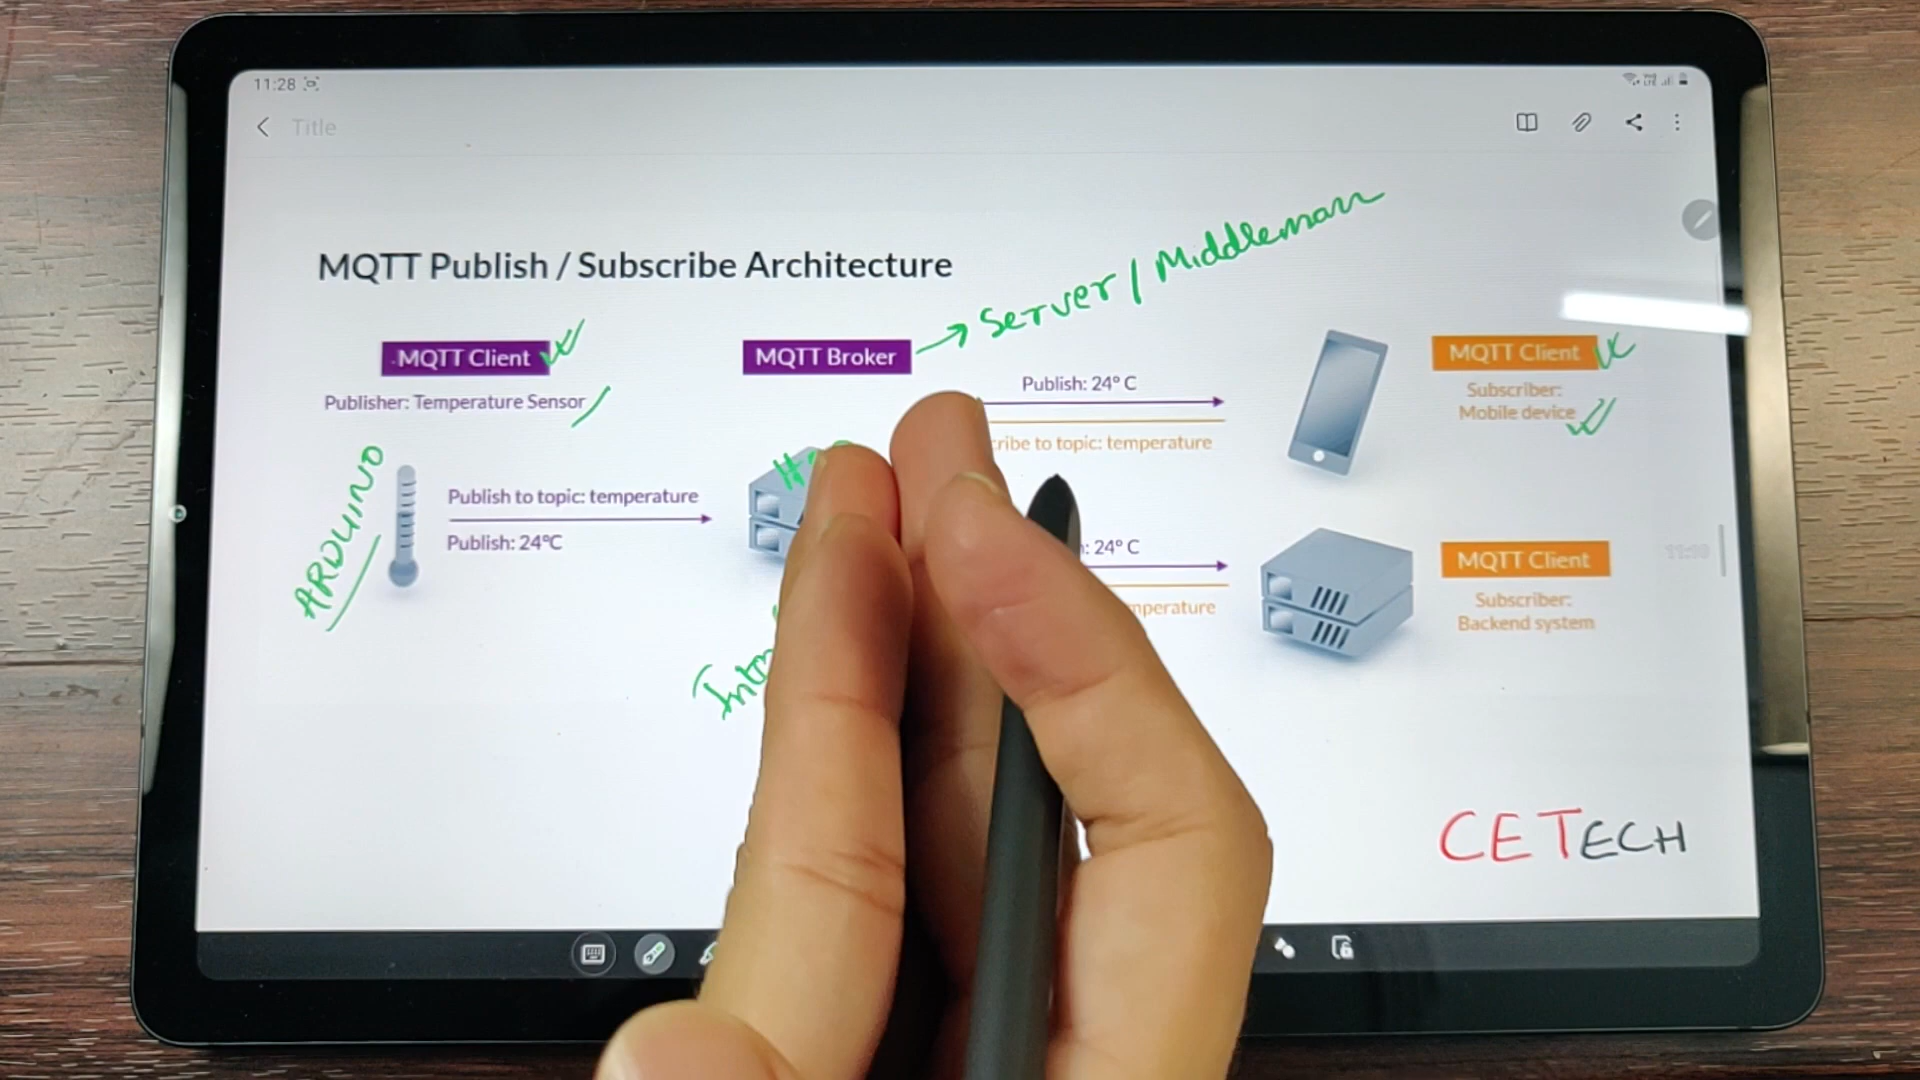 11:28
Title
MQTT Publish / Subscribe Architecture
Server / Middleman
MQTT Client
Publisher: Temperature Sensor
ARDUINO
Publish to topic: temperature
Publish: 24°C
MQTT Broker
Publish: 24° C
cribe to topic: temperature
: 24° C
mperature
MQTT Client
Subscriber:
Mobile device
MQTT Client
Subscriber:
Backend system
CETECH